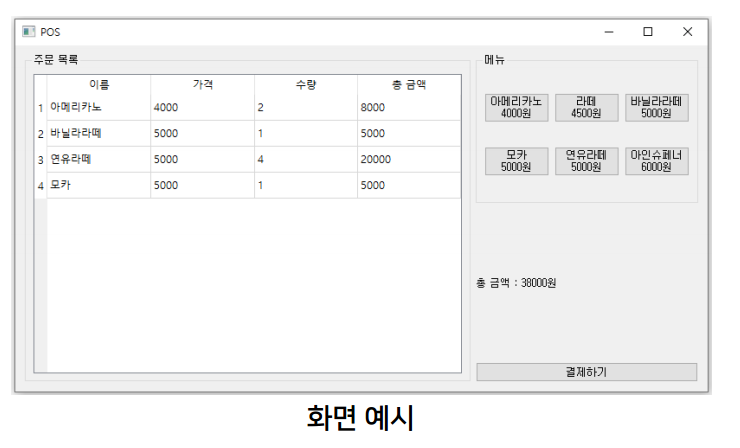 POS
주문 목록
이름 가격 수량 총 금액
1 아메리카노 4000 2 8000
2 바닐라라떼 5000 1 5000
3 연유라떼 5000 4 20000
4 모카 5000 1 5000
메뉴
아메리카노 라떼 바닐라라떼
4000원 4500원 5000원
모카 연유라떼 아인슈페너
5000원 5000원 6000원
총 금액 : 38000원
결제하기
화면 예시